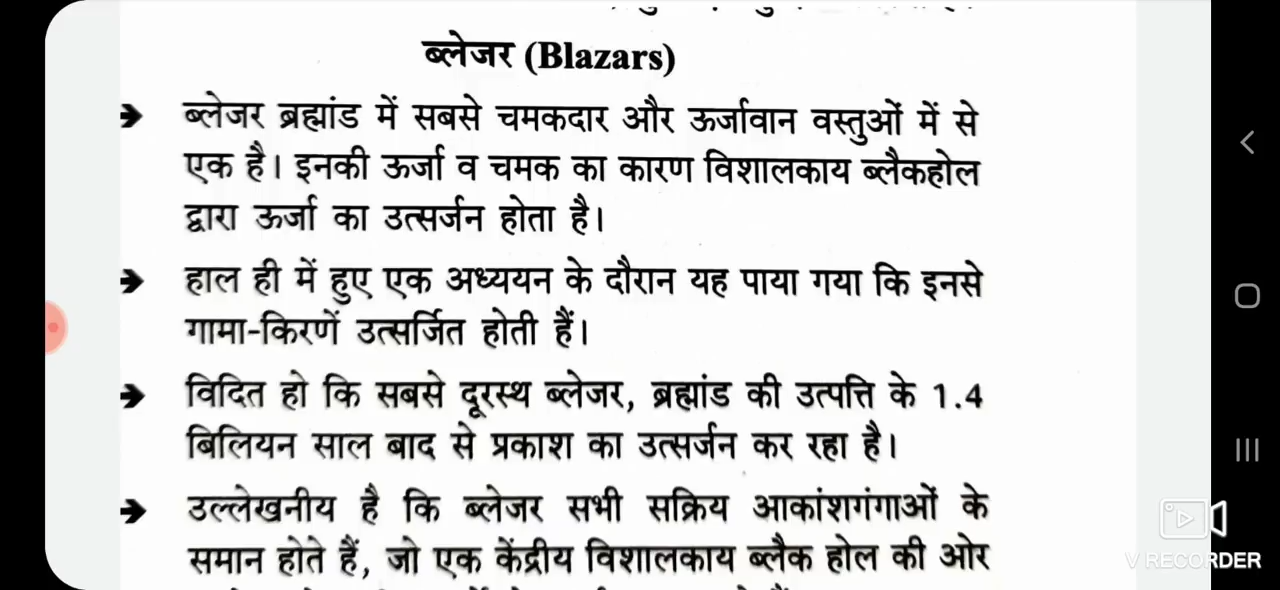 ब्लेजर (Blazars)
➔ ब्लेजर ब्रह्मांड में सबसे चमकदार और ऊर्जावान वस्तुओं में से
एक है। इनकी ऊर्जा व चमक का कारण विशालकाय ब्लैकहोल
द्वारा ऊर्जा का उत्सर्जन होता है।
➔ हाल ही में हुए एक अध्ययन के दौरान यह पाया गया कि इनसे
गामा-किरणें उत्सर्जित होती हैं।
➔ विदित हो कि सबसे दूरस्थ ब्लेजर, ब्रह्मांड की उत्पत्ति के 1.4
बिलियन साल बाद से प्रकाश का उत्सर्जन कर रहा है।
➔ उल्लेखनीय है कि ब्लेजर सभी सक्रिय आकांशगंगाओं के
समान होते हैं, जो एक केंद्रीय विशालकाय ब्लैक होल की ओर
V RECORDER